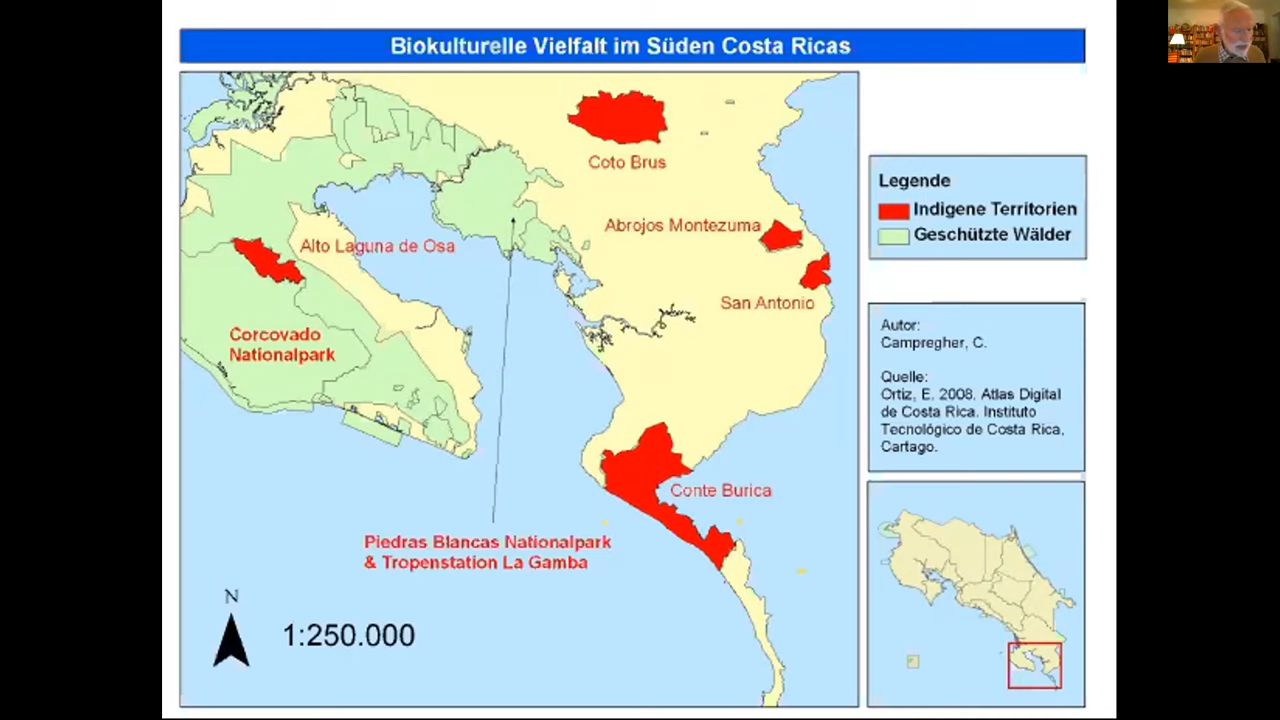 Biokulturelle Vielfalt im Süden Costa Ricas
Coto Brus
Abrojos Montezuma
Alto Laguna de Osa
San Antonio
Corcovado
Nationalpark
Conte Burica
Piedras Blancas Nationalpark
& Tropenstation La Gamba
N
1:250.000
Legende
Indigene Territorien
Geschützte Wälder
Autor:
Campregher, C.
Quelle:
Ortiz, E. 2008. Atlas Digital
de Costa Rica. Instituto
Tecnológico de Costa Rica,
Cartago.